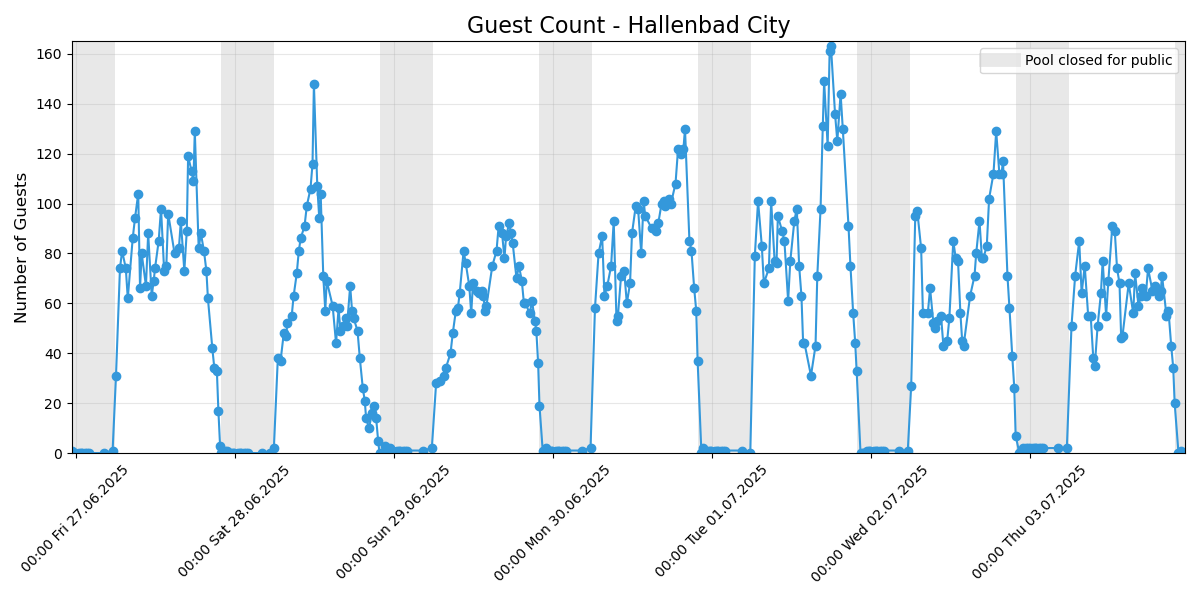 Guest Count - Hallenbad City
Pool closed for public
Number of Guests
160
140
120
100
80
60
40
20
0
00:00 Fri 27.06.2025
00:00 Sat 28.06.2025
00:00 Sun 29.06.2025
00:00 Mon 30.06.2025
00:00 Tue 01.07.2025
00:00 Wed 02.07.2025
00:00 Thu 03.07.2025